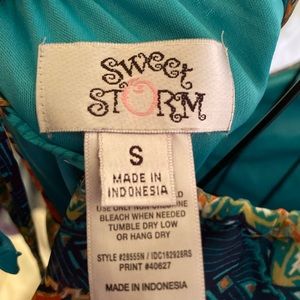 Sweet
STORM
S
MADE IN
INDONESIA
USE ONLY NON-CHLORINE
BLEACH WHEN NEEDED
TUMBLE DRY LOW
OR HANG DRY
STYLE #28555N / IDC162928RS
PRINT #40627
MADE IN INDONESIA